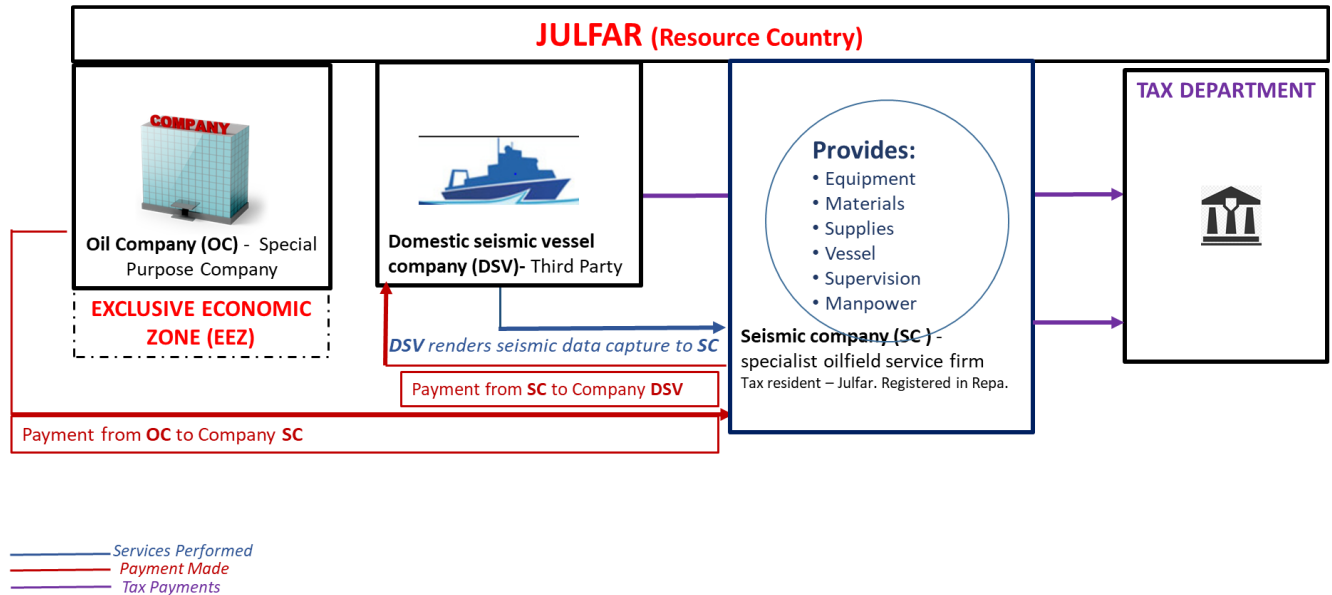 JULFAR (Resource Country)
COMPANY
Oil Company (OC) - Special
Purpose Company
EXCLUSIVE ECONOMIC
ZONE (EEZ)
Domestic seismic vessel
company (DSV)- Third Party
DSV renders seismic data capture to SC
Payment from SC to Company DSV
Payment from OC to Company SC
Provides:
• Equipment
• Materials
• Supplies
• Vessel
• Supervision
• Manpower
Seismic company (SC ) -
specialist oilfield service firm
Tax resident – Julfar. Registered in Repa.
TAX DEPARTMENT
Services Performed
Payment Made
Tax Payments